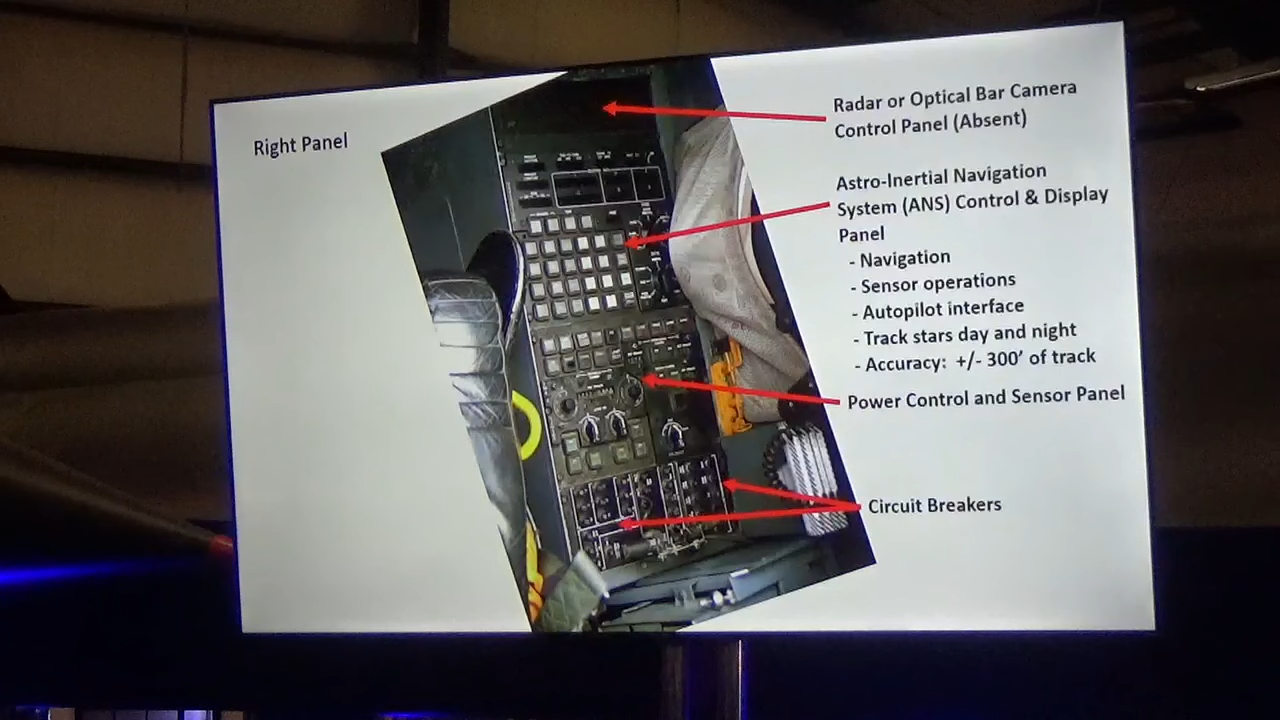 Right Panel
Radar or Optical Bar Camera
Control Panel (Absent)
Astro-Inertial Navigation
System (ANS) Control & Display
Panel
- Navigation
- Sensor operations
- Autopilot interface
- Track stars day and night
- Accuracy: +/- 300’ of track
Power Control and Sensor Panel
Circuit Breakers